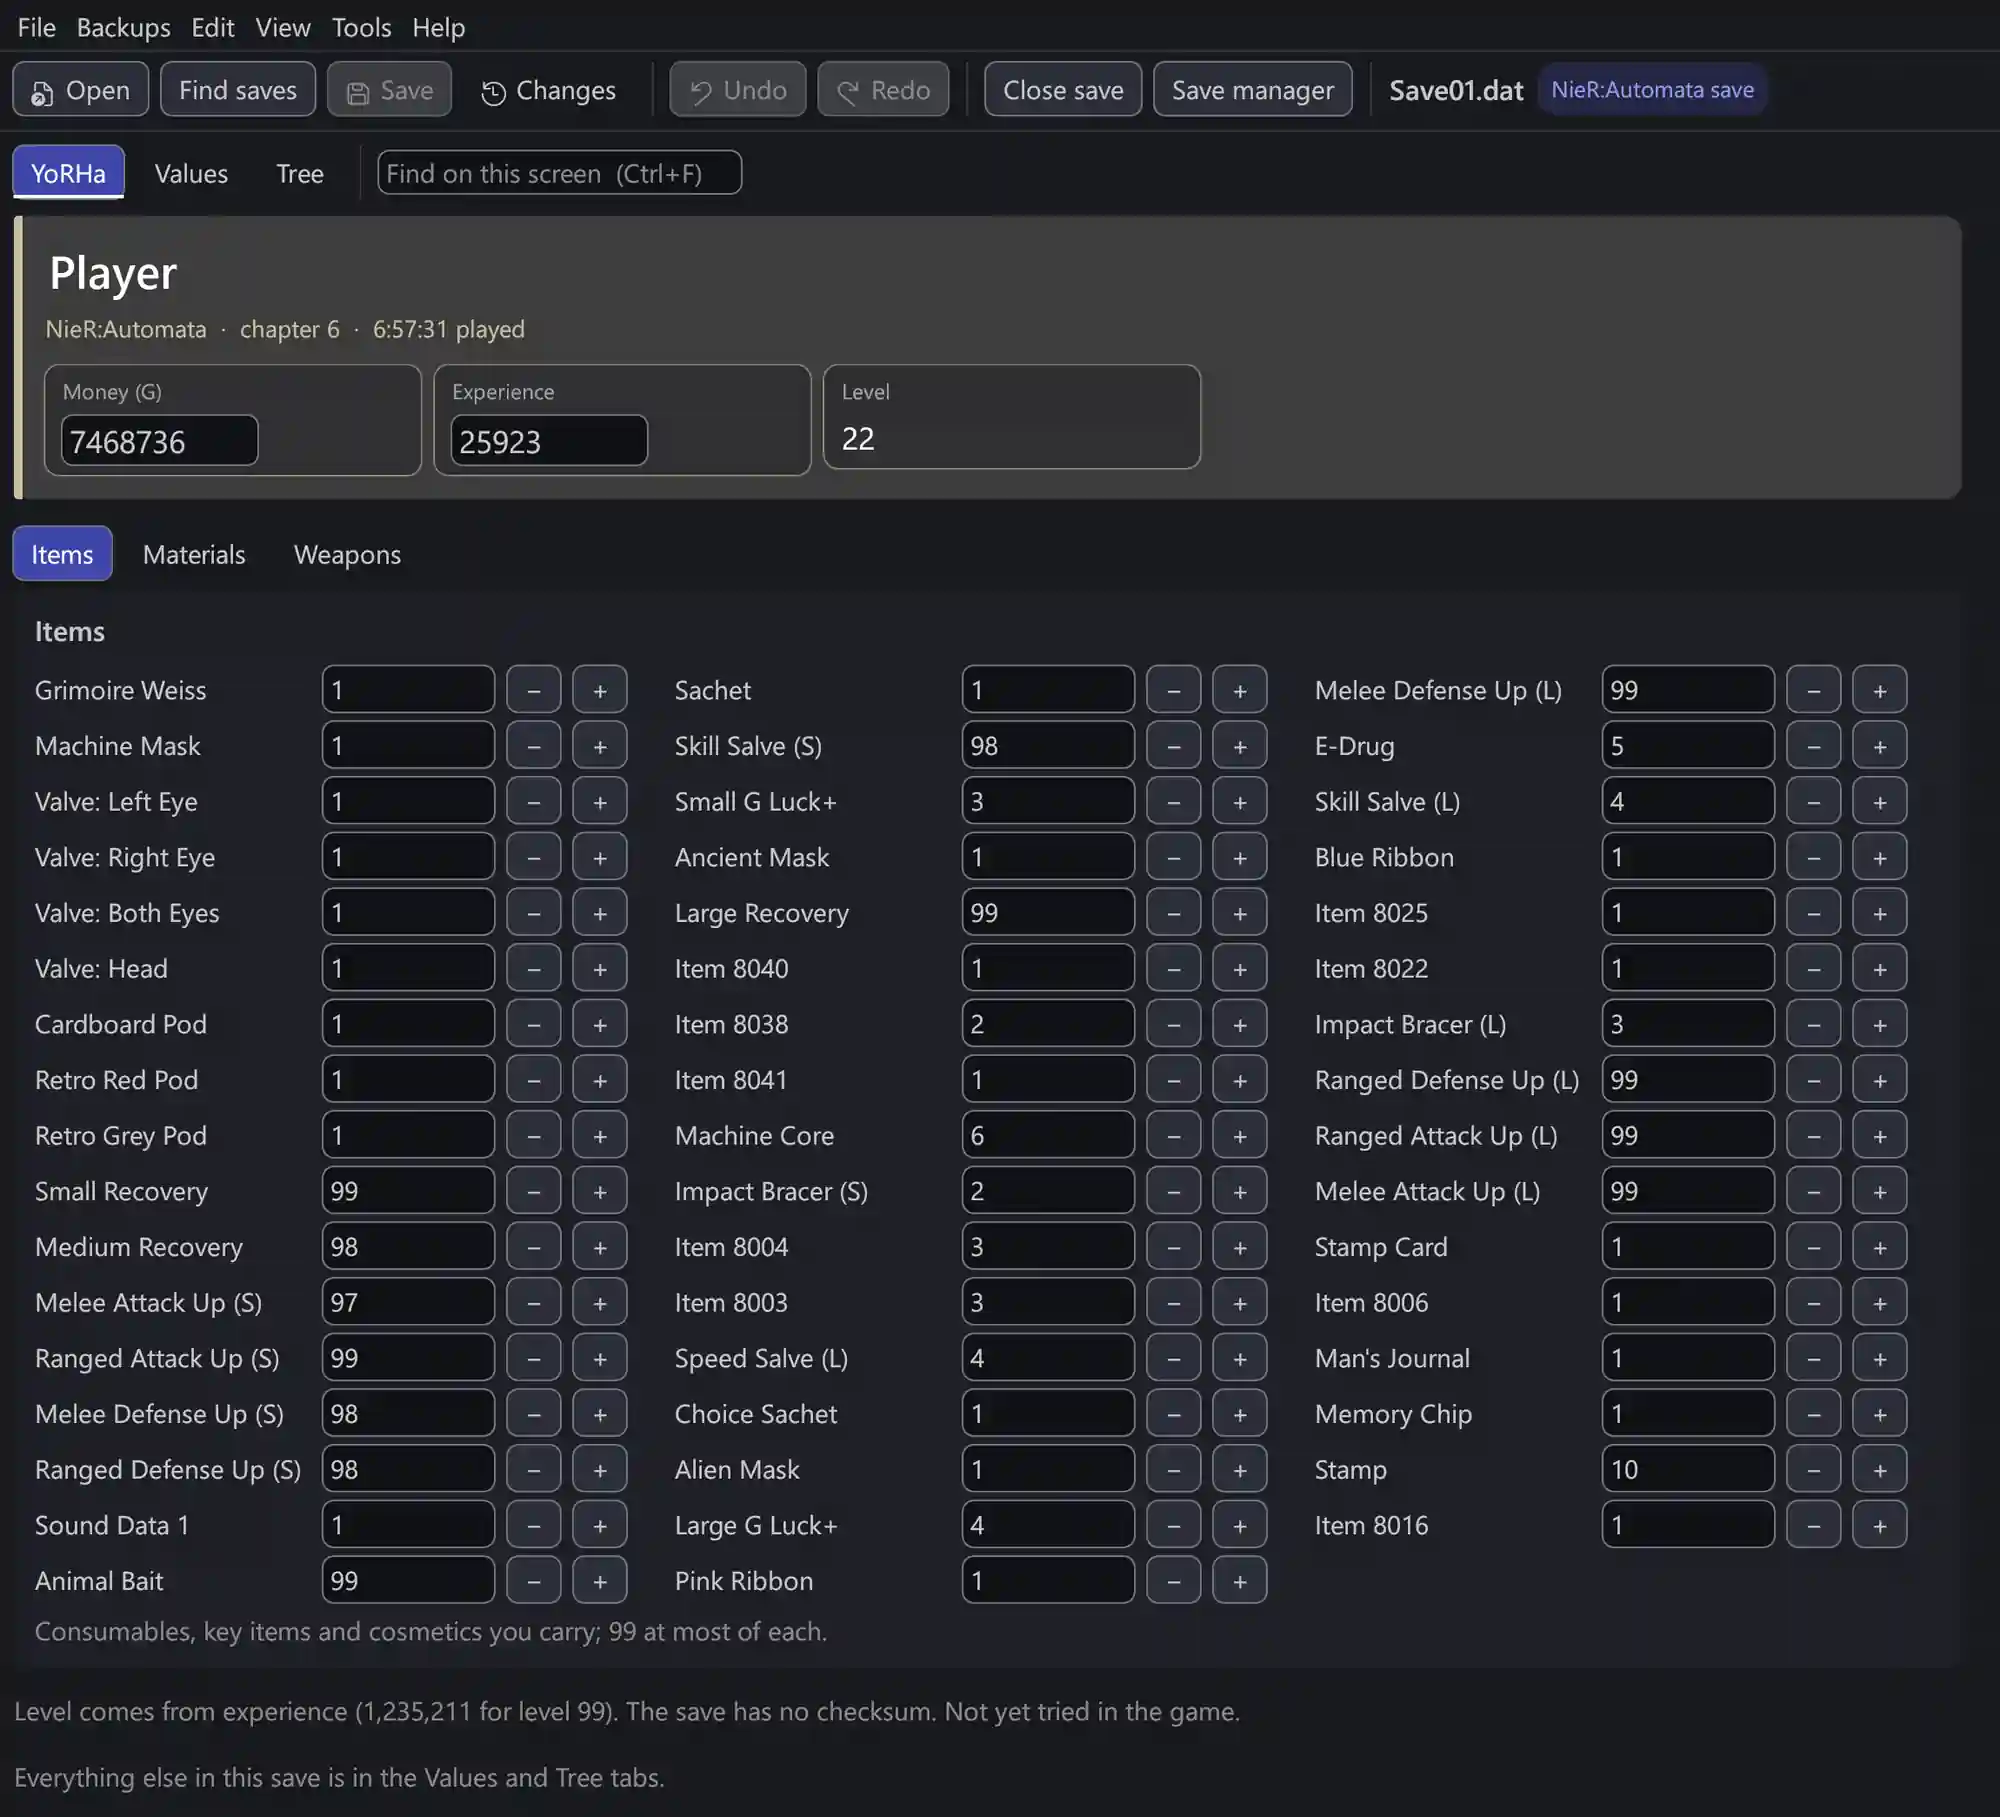 File Backups Edit View Tools Help
Open Find saves Save Changes Undo Redo Close save Save manager Save01.dat NieR:Automata save
YoRHa Values Tree Find on this screen (Ctrl+F)
Player
NieR:Automata · chapter 6 · 6:57:31 played
Money (G) Experience Level
7468736 25923 22
Items Materials Weapons
Items
Grimoire Weiss 1 − + Sachet 1 − + Melee Defense Up (L) 99 − +
Machine Mask 1 − + Skill Salve (S) 98 − + E-Drug 5 − +
Valve: Left Eye 1 − + Small G Luck+ 3 − + Skill Salve (L) 4 − +
Valve: Right Eye 1 − + Ancient Mask 1 − + Blue Ribbon 1 − +
Valve: Both Eyes 1 − + Large Recovery 99 − + Item 8025 1 − +
Valve: Head 1 − + Item 8040 1 − + Item 8022 1 − +
Cardboard Pod 1 − + Item 8038 2 − + Impact Bracer (L) 3 − +
Retro Red Pod 1 − + Item 8041 1 − + Ranged Defense Up (L) 99 − +
Retro Grey Pod 1 − + Machine Core 6 − + Ranged Attack Up (L) 99 − +
Small Recovery 99 − + Impact Bracer (S) 2 − + Melee Attack Up (L) 99 − +
Medium Recovery 98 − + Item 8004 3 − + Stamp Card 1 − +
Melee Attack Up (S) 97 − + Item 8003 3 − + Item 8006 1 − +
Ranged Attack Up (S) 99 − + Speed Salve (L) 4 − + Man's Journal 1 − +
Melee Defense Up (S) 98 − + Choice Sachet 1 − + Memory Chip 1 − +
Ranged Defense Up (S) 98 − + Alien Mask 1 − + Stamp 10 − +
Sound Data 1 1 − + Large G Luck+ 4 − + Item 8016 1 − +
Animal Bait 99 − + Pink Ribbon 1 − +
Consumables, key items and cosmetics you carry; 99 at most of each.
Level comes from experience (1,235,211 for level 99). The save has no checksum. Not yet tried in the game.
Everything else in this save is in the Values and Tree tabs.